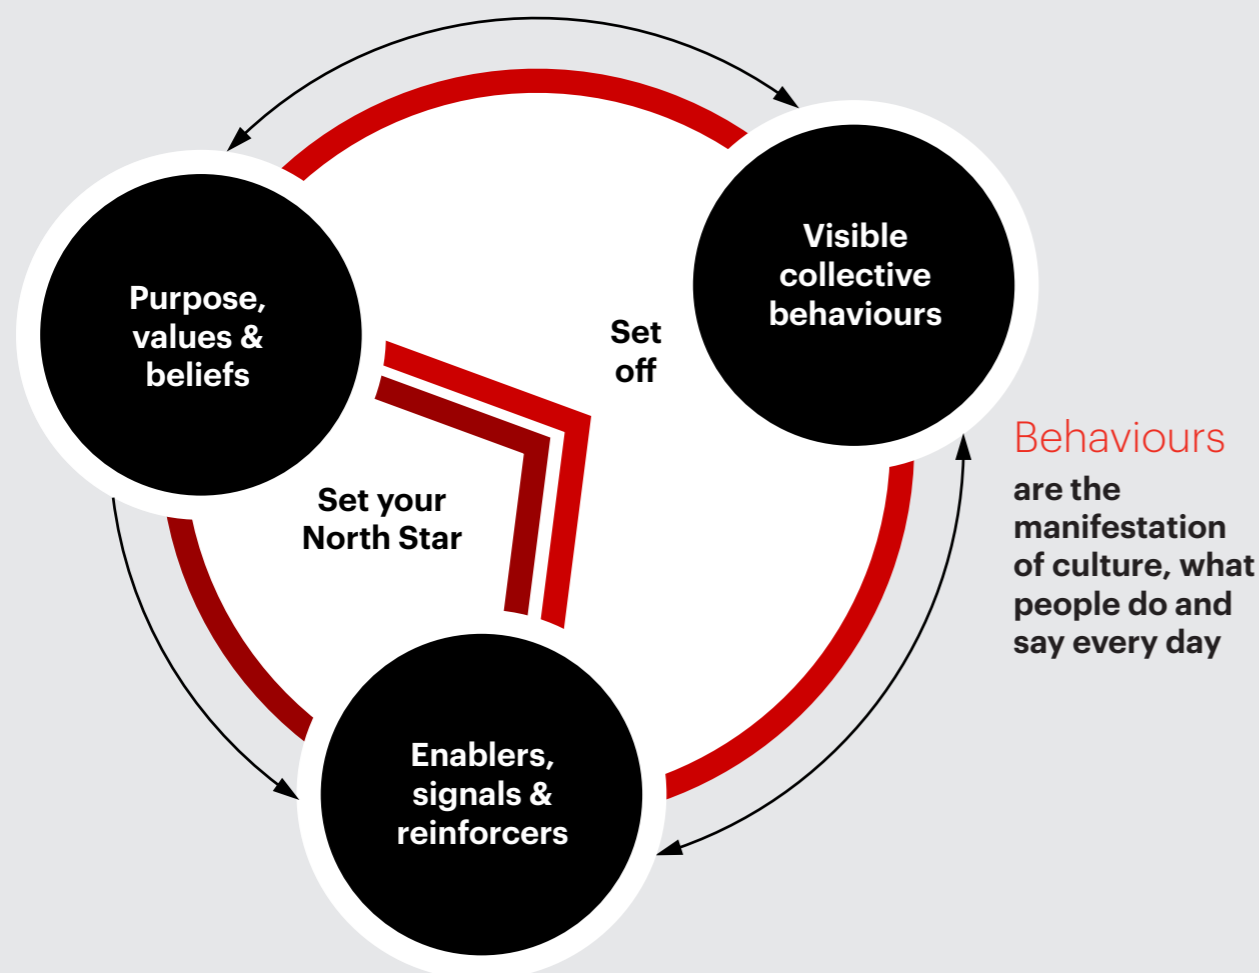 Visible
collective
behaviours
Purpose,
values &
beliefs
Set
off
Set your
North Star
Behaviours
are the
manifestation
of culture, what
people do and
say every day
Enablers,
signals &
reinforcers